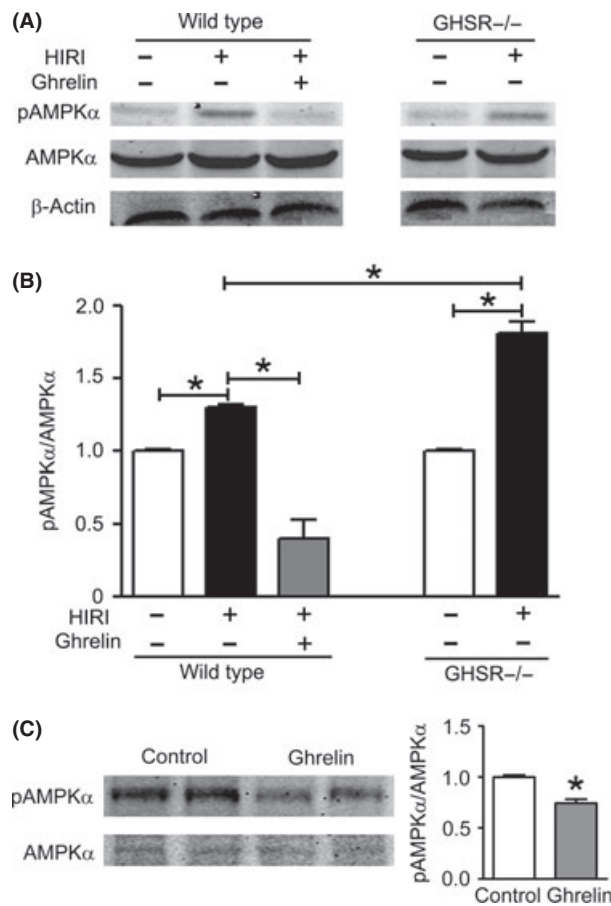 (A)
Wild type GHSR–/–
HIRI – + + – +
Ghrelin – – + – –
pAMPKα
AMPKα
β-Actin
(B)
*
* * *
pAMPKα/AMPKα
2.0
1.5
1.0
0.5
0
HIRI – + + – +
Ghrelin – – + – –
Wild type GHSR–/–
(C)
Control Ghrelin
pAMPKα
AMPKα
pAMPKα/AMPKα
1.5
1.0
0.5
0.0
*
Control Ghrelin